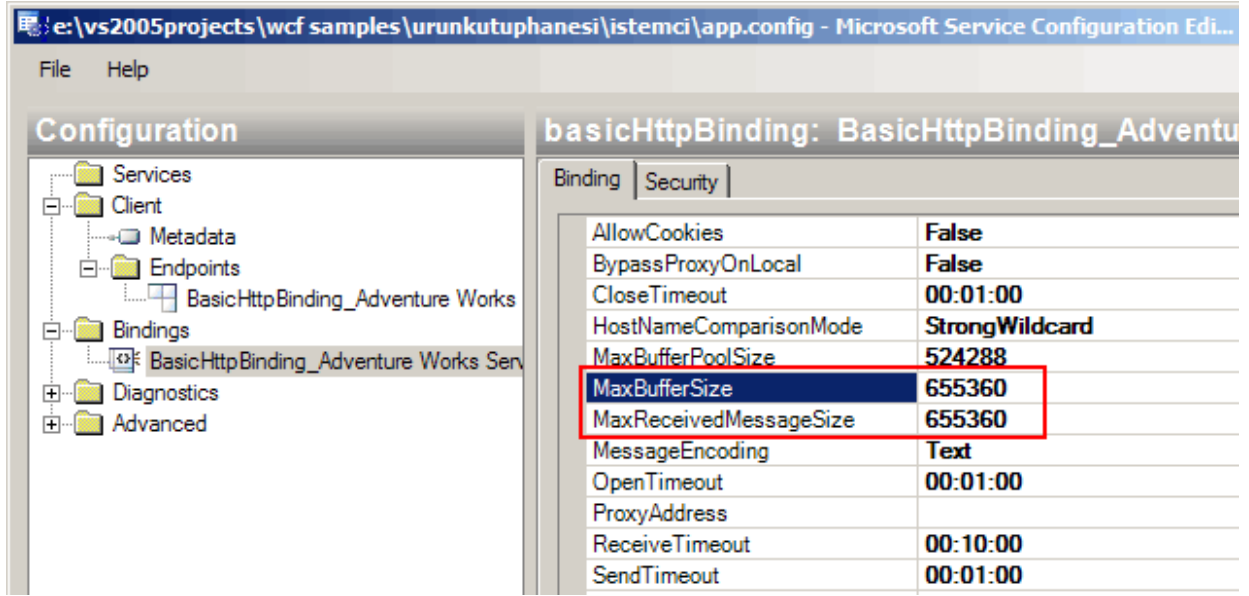 e:\vs2005projects\wcf samples\urunkutuphanesi\istemci\app.config - Microsoft Service Configuration Edi...
File Help
Configuration
Services
Client
Metadata
Endpoints
BasicHttpBinding_Adventure Works
Bindings
BasicHttpBinding_Adventure Works Serv
Diagnostics
Advanced
basicHttpBinding: BasicHttpBinding_Adventu
Binding Security
AllowCookies False
BypassProxyOnLocal False
CloseTimeout 00:01:00
HostNameComparisonMode StrongWildcard
MaxBufferPoolSize 524288
MaxBufferSize 655360
MaxReceivedMessageSize 655360
MessageEncoding Text
OpenTimeout 00:01:00
ProxyAddress
ReceiveTimeout 00:10:00
SendTimeout 00:01:00